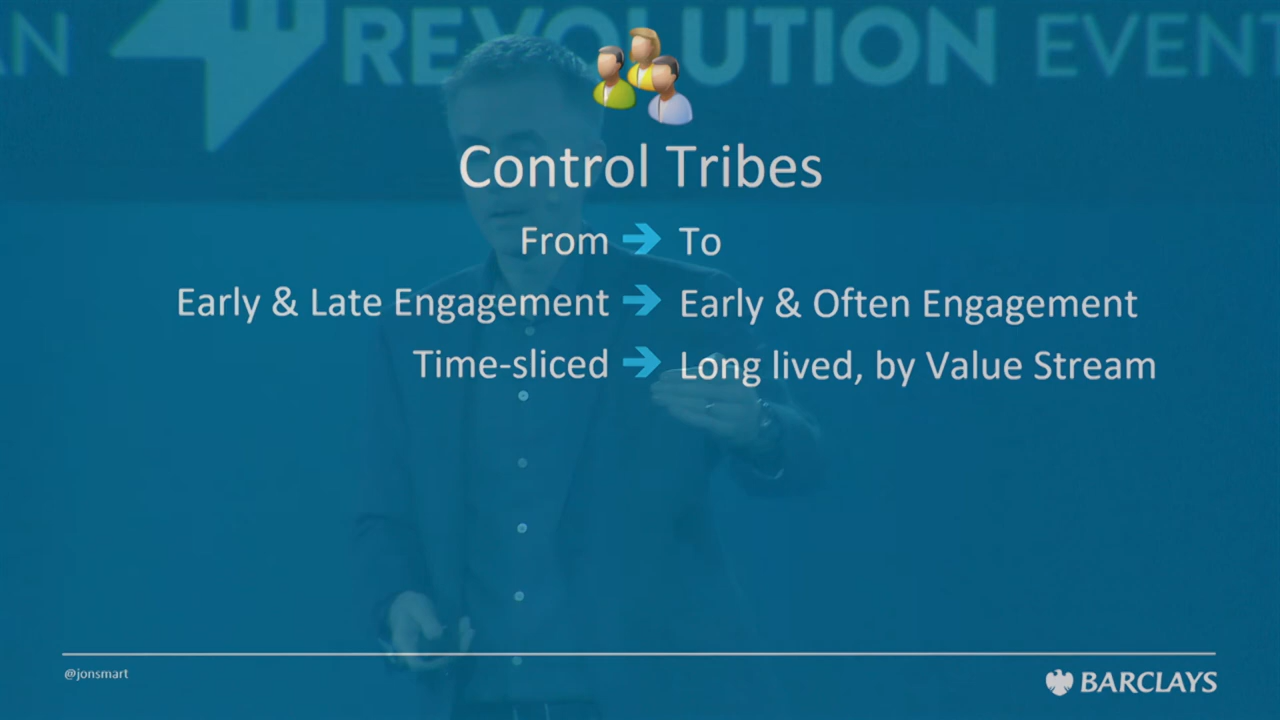 AN REVOLUTION EVENT
Control Tribes
From → To
Early & Late Engagement → Early & Often Engagement
Time-sliced → Long lived, by Value Stream
@jonsmart
BARCLAYS